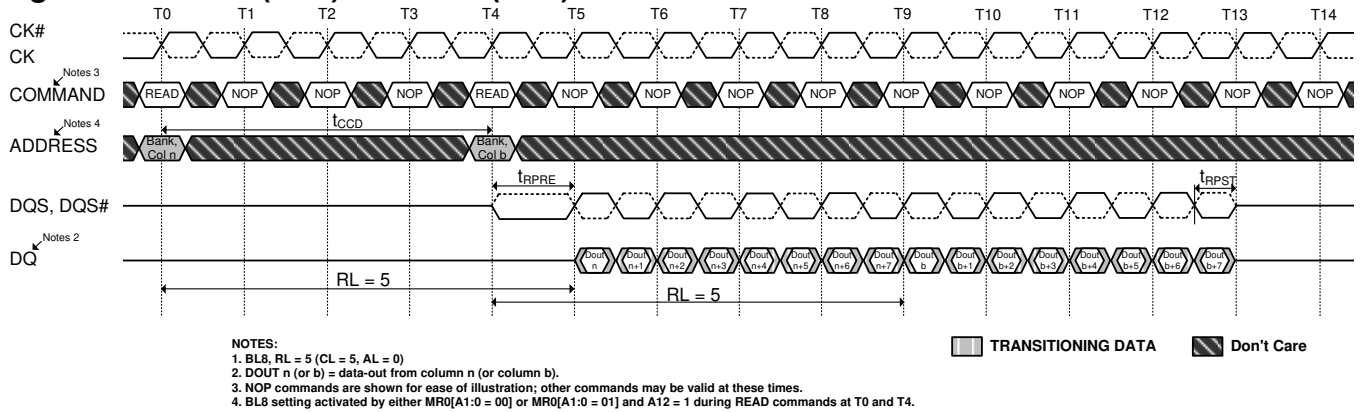 T0 T1 T2 T3 T4 T5 T6 T7 T8 T9 T10 T11 T12 T13 T14
CK#
CK
Notes 3
COMMAND READ NOP NOP NOP READ NOP NOP NOP NOP NOP NOP NOP NOP NOP NOP
Notes 4
tCCD
ADDRESS Bank, Col n Bank, Col b
tRPRE tRPST
DQS, DQS#
Notes 2
DQ Dout n Dout n+1 Dout n+2 Dout n+3 Dout n+4 Dout n+5 Dout n+6 Dout n+7 Dout b Dout b+1 Dout b+2 Dout b+3 Dout b+4 Dout b+5 Dout b+6 Dout b+7
RL = 5 RL = 5
NOTES:
1. BL8, RL = 5 (CL = 5, AL = 0)
2. DOUT n (or b) = data-out from column n (or column b).
3. NOP commands are shown for ease of illustration; other commands may be valid at these times.
4. BL8 setting activated by either MR0[A1:0 = 00] or MR0[A1:0 = 01] and A12 = 1 during READ commands at T0 and T4.
TRANSITIONING DATA Don't Care